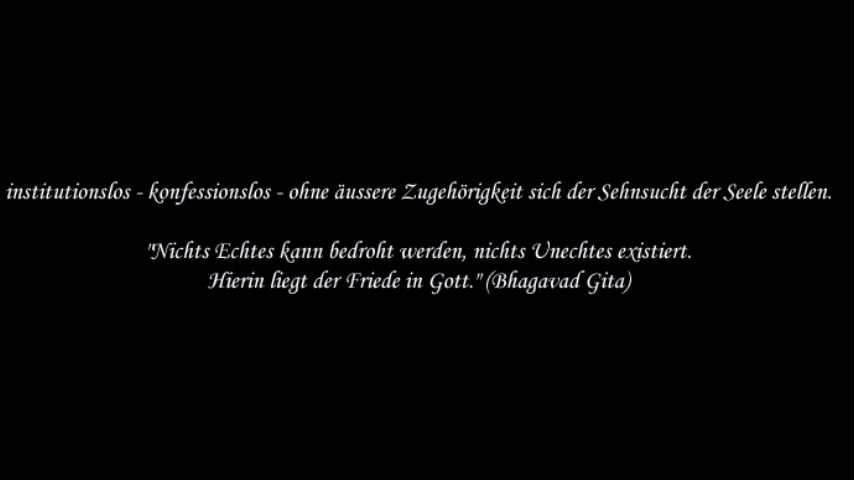 institutionslos - konfessionslos - ohne äussere Zugehörigkeit sich der Sehnsucht der Seele stellen.
"Nichts Echtes kann bedroht werden, nichts Unechtes existiert.
Hierin liegt der Friede in Gott." (Bhagavad Gita)